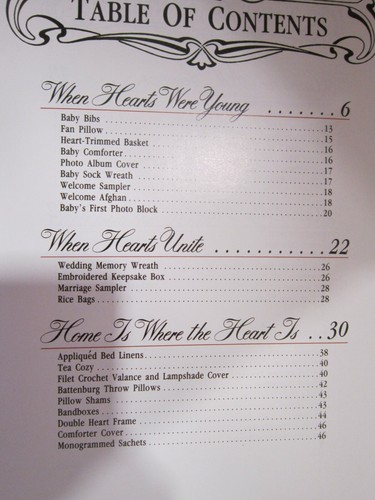 TABLE OF CONTENTS
When Hearts Were Young . . . . . . . 6
Baby Bibs . . . . . . . . . . 13
Fan Pillow . . . . . . . . . . 15
Heart-Trimmed Basket . . . . . . . . . . 16
Baby Comforter . . . . . . . . . . 16
Photo Album Cover . . . . . . . . . . 17
Baby Sock Wreath . . . . . . . . . . 17
Welcome Sampler . . . . . . . . . . 18
Welcome Afghan . . . . . . . . . . 18
Baby's First Photo Block . . . . . . . . . . 20
When Hearts Unite . . . . . . . . . . . 22
Wedding Memory Wreath . . . . . . . . . . 26
Embroidered Keepsake Box . . . . . . . . . . 26
Marriage Sampler . . . . . . . . . . 28
Rice Bags . . . . . . . . . . 28
Home Is Where the Heart Is . . 30
Appliquéd Bed Linens . . . . . . . . . . 38
Tea Cozy . . . . . . . . . . 40
Filet Crochet Valance and Lampshade Cover . . . . . . . . . . 40
Battenburg Throw Pillows . . . . . . . . . . 42
Pillow Shams . . . . . . . . . . 43
Bandboxes . . . . . . . . . . 43
Double Heart Frame . . . . . . . . . . 44
Comforter Cover . . . . . . . . . . 46
Monogrammed Sachets . . . . . . . . . . 46